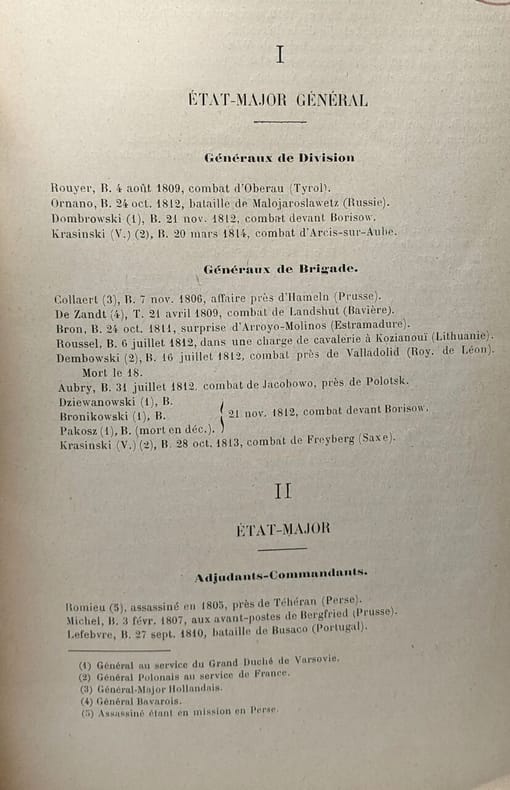 I
ÉTAT-MAJOR GÉNÉRAL
Généraux de Division
Rouyer, B. 4 août 1809, combat d'Oberau (Tyrol).
Ornano, B. 24 oct. 1812, bataille de Malojaroslawetz (Russie).
Dombrowski (1), B. 21 nov. 1812, combat devant Borisow.
Krasinski (V.) (2), B. 20 mars 1814, combat d'Arcis-sur-Aube.
Généraux de Brigade.
Collaert (3), B. 7 nov. 1806, affaire près d'Hameln (Prusse).
De Zandt (4), T. 21 avril 1809, combat de Landshut (Bavière).
Bron, B. 24 oct. 1811, surprise d'Arroyo-Molinos (Estramadure).
Roussel, B. 6 juillet 1812, dans une charge de cavalerie à Kozianouï (Lithuanie).
Dembowski (2), B. 16 juillet 1812, combat près de Valladolid (Roy. de Léon).
Mort le 18.
Aubry, B. 31 juillet 1812, combat de Jacobowo, près de Polotsk.
Dziewanowski (1), B.
Bronikowski (1), B. 21 nov. 1812, combat devant Borisow.
Pakosz (1), B. (mort en déc.).
Krasinski (V.) (2), B. 28 oct. 1813, combat de Freyberg (Saxe).
II
ÉTAT-MAJOR
Adjudants-Commandants.
Romieu (5), assassiné en 1805, près de Téhéran (Perse).
Michel, B. 3 févr. 1807, aux avant-postes de Bergfried (Prusse).
Lefebvre, B. 27 sept. 1810, bataille de Busaco (Portugal).
(1) Général au service du Grand Duché de Varsovie.
(2) Général Polonais au service de France.
(3) Général-Major Hollandais.
(4) Général Bavarois.
(5) Assassiné étant en mission en Perse.